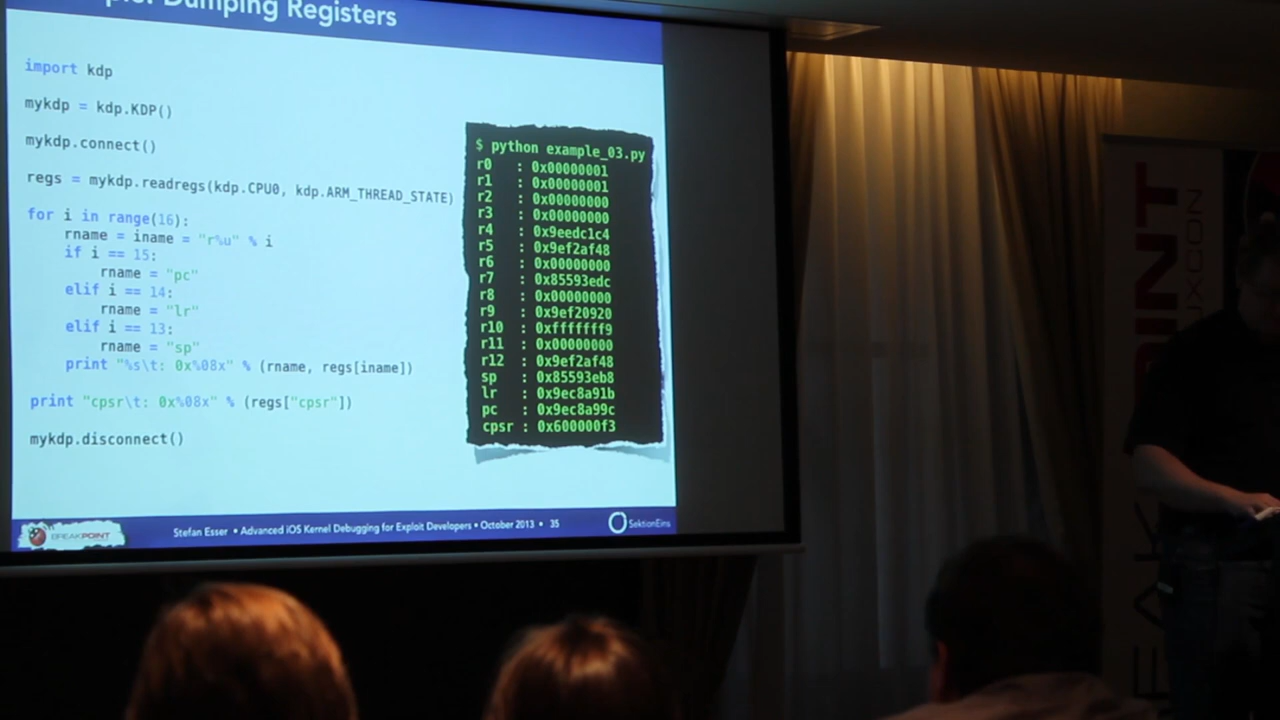 Dumping Registers
import kdp
mykdp = kdp.KDP()
mykdp.connect()
regs = mykdp.readregs(kdp.CPU0, kdp.ARM_THREAD_STATE)
for i in range(16):
    rname = iname = "r%u" % i
    if i == 15:
        rname = "pc"
    elif i == 14:
        rname = "lr"
    elif i == 13:
        rname = "sp"
    print "%s\t: 0x%08x" % (rname, regs[iname])
print "cpsr\t: 0x%08x" % (regs["cpsr"])
mykdp.disconnect()
$ python example_03.py
r0 : 0x00000001
r1 : 0x00000001
r2 : 0x00000000
r3 : 0x00000000
r4 : 0x9eedc1c4
r5 : 0x9ef2af48
r6 : 0x00000000
r7 : 0x85593edc
r8 : 0x00000000
r9 : 0x9ef20920
r10 : 0xfffffff9
r11 : 0x00000000
r12 : 0x9ef2af48
sp : 0x85593eb8
lr : 0x9ec8a91b
pc : 0x9ec8a99c
cpsr : 0x600000f3
BREAKPOINT
Stefan Esser • Advanced iOS Kernel Debugging for Exploit Developers • October 2013 • 35
SektionEins